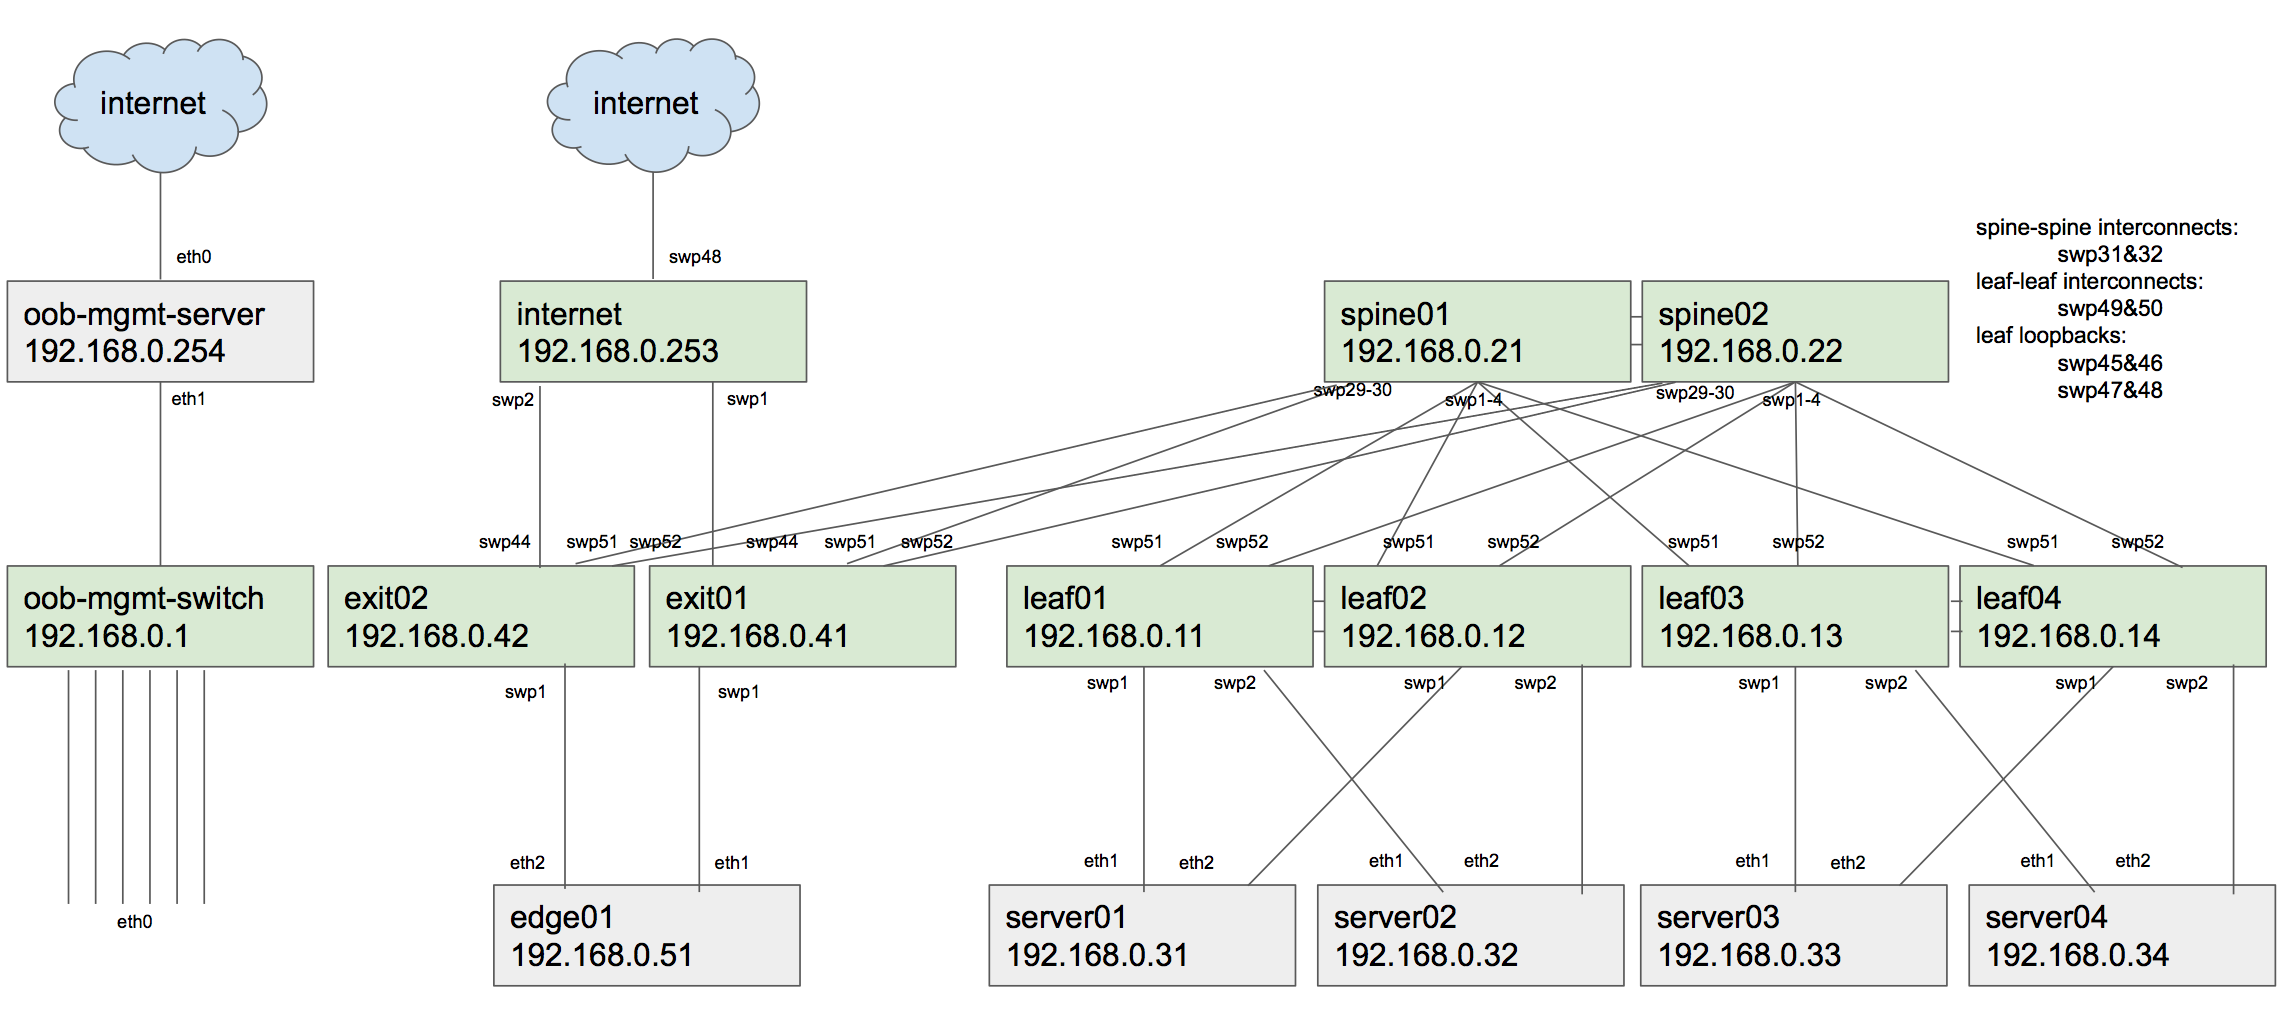 internet
internet
eth0
swp48
spine-spine interconnects:
swp31&32
leaf-leaf interconnects:
swp49&50
leaf loopbacks:
swp45&46
swp47&48
oob-mgmt-server
192.168.0.254
internet
192.168.0.253
spine01
192.168.0.21
spine02
192.168.0.22
eth1
swp2
swp1
swp29-30
swp1-4
swp29-30
swp1-4
swp44
swp51
swp52
swp44
swp51
swp52
swp51
swp52
swp51
swp52
swp51
swp52
swp51
swp52
oob-mgmt-switch
192.168.0.1
exit02
192.168.0.42
exit01
192.168.0.41
leaf01
192.168.0.11
leaf02
192.168.0.12
leaf03
192.168.0.13
leaf04
192.168.0.14
swp1
swp1
swp1
swp2
swp1
swp2
swp1
swp2
swp1
swp2
eth2
eth1
eth1
eth2
eth1
eth2
eth1
eth2
eth1
eth2
eth0
edge01
192.168.0.51
server01
192.168.0.31
server02
192.168.0.32
server03
192.168.0.33
server04
192.168.0.34